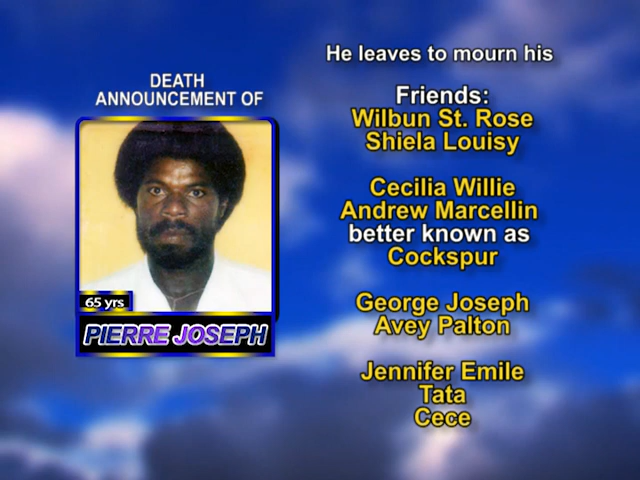 DEATH
ANNOUNCEMENT OF
65 yrs
PIERRE JOSEPH
He leaves to mourn his
Friends:
Wilbun St. Rose
Shiela Louisy
Cecilia Willie
Andrew Marcellin
better known as
Cockspur
George Joseph
Avey Palton
Jennifer Emile
Tata
Cece